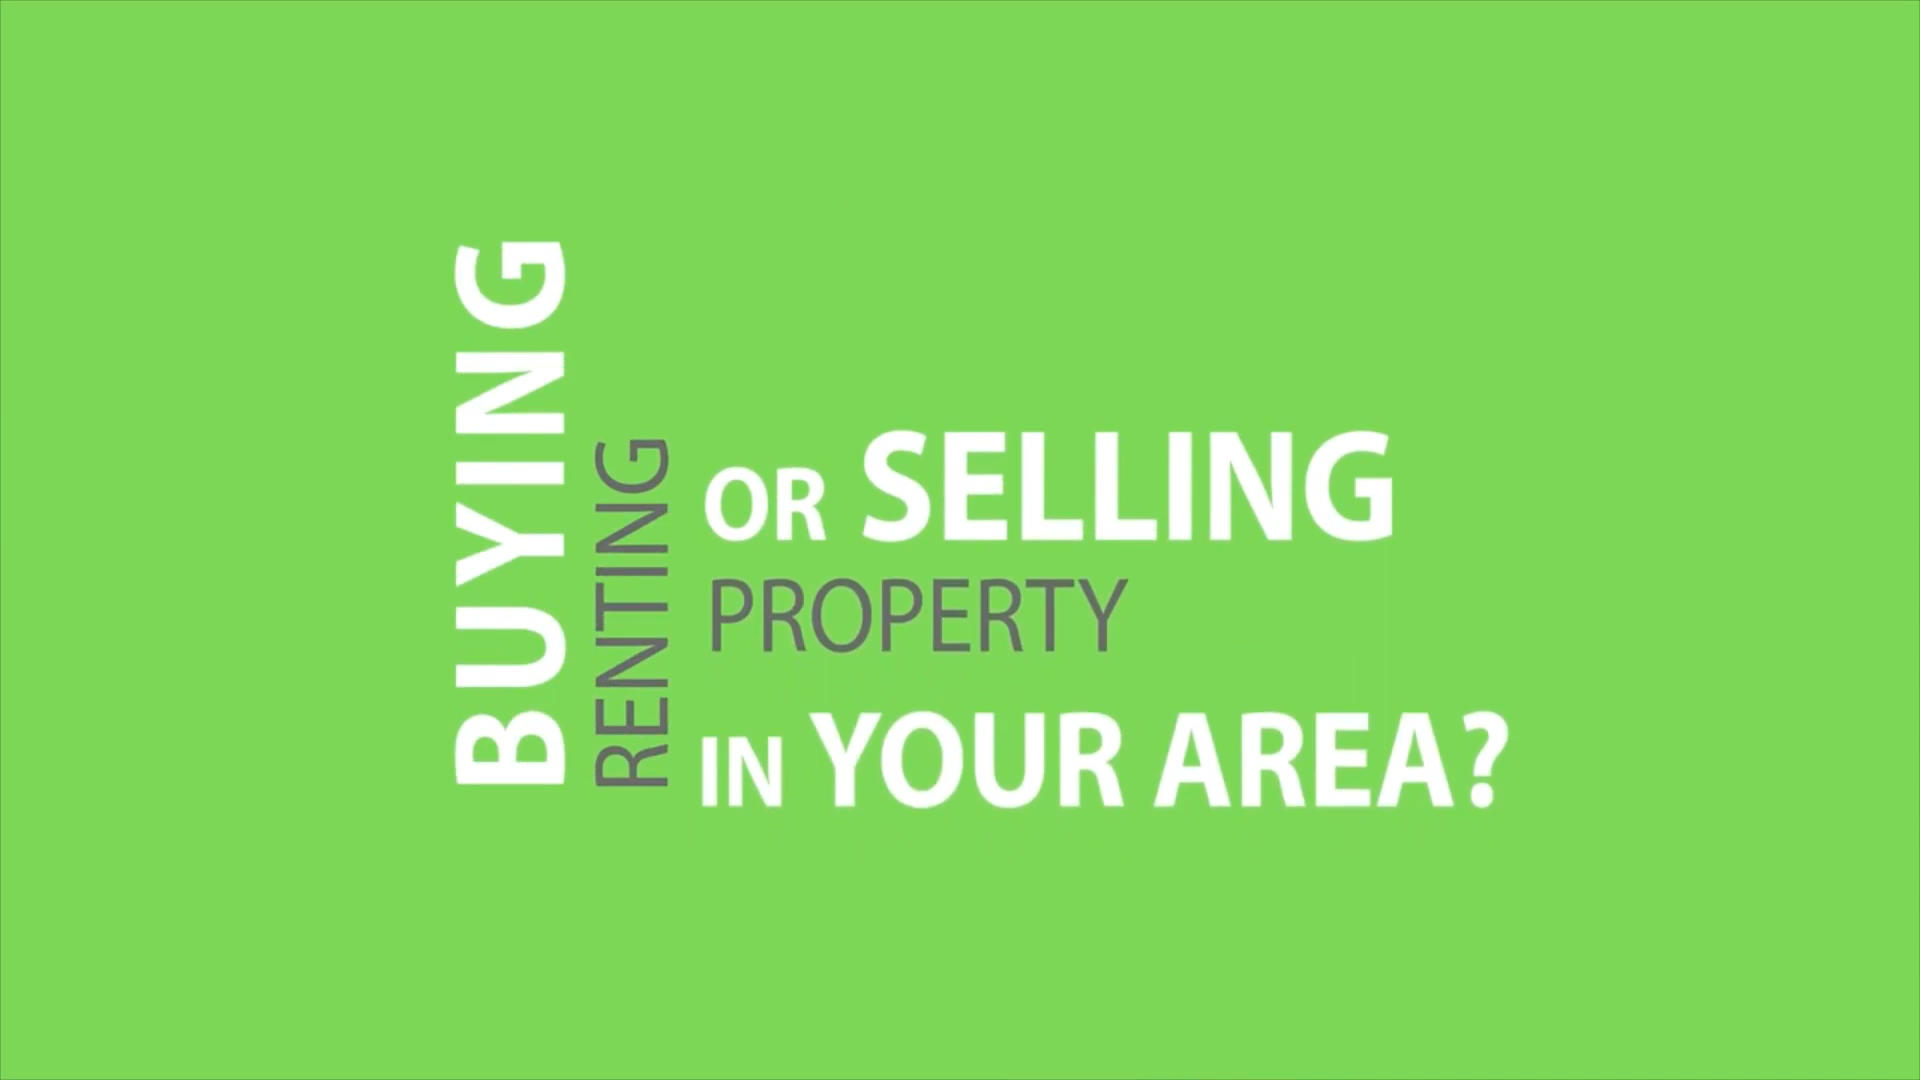 BUYING
RENTING
OR SELLING
PROPERTY
IN YOUR AREA?